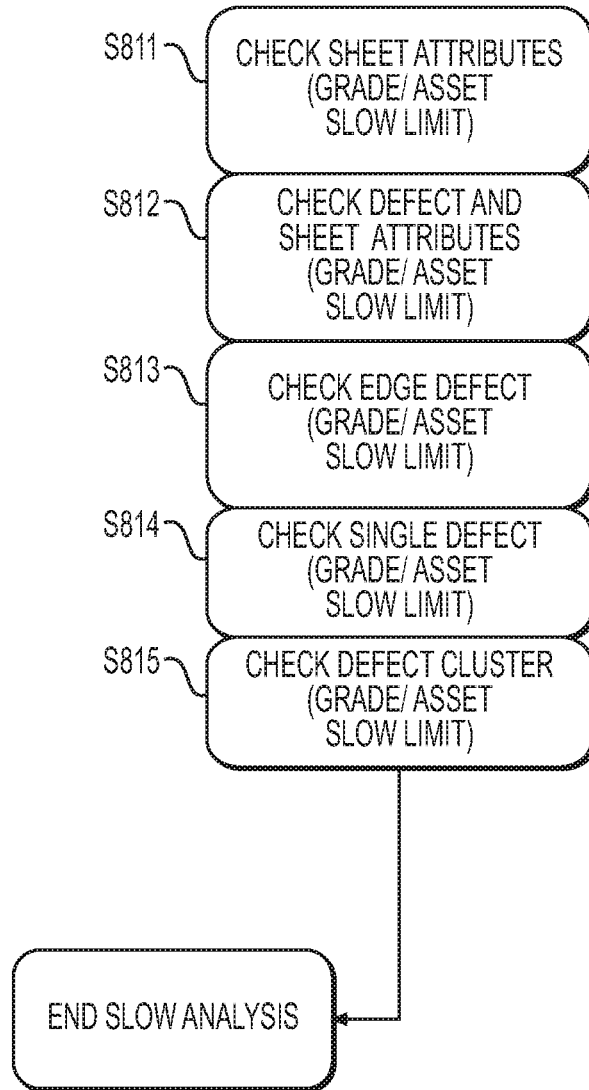 S811
CHECK SHEET ATTRIBUTES
(GRADE/ ASSET
SLOW LIMIT)
S812
CHECK DEFECT AND
SHEET ATTRIBUTES
(GRADE/ ASSET
SLOW LIMIT)
S813
CHECK EDGE DEFECT
(GRADE/ ASSET
SLOW LIMIT)
S814
CHECK SINGLE DEFECT
(GRADE/ ASSET
SLOW LIMIT)
S815
CHECK DEFECT CLUSTER
(GRADE/ ASSET
SLOW LIMIT)
END SLOW ANALYSIS